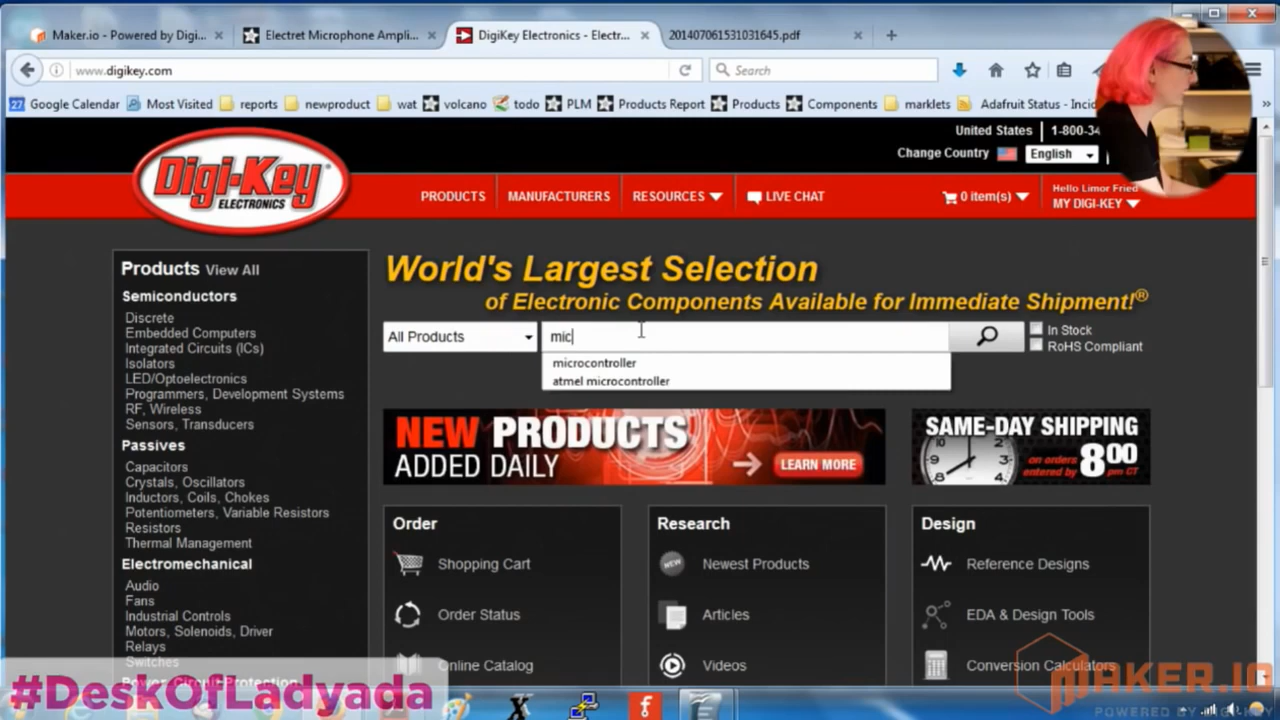 Maker.io - Powered by Digi...
Electret Microphone Ampli...
DigiKey Electronics - Electr...
201407061531031645.pdf
www.digikey.com
Search
27 Google Calendar
Most Visited
reports
newproduct
wat
volcano
todo
PLM
Products Report
Products
Components
marklets
Adafruit Status - Incid
United States
1-800-34
Change Country
English
Digi-Key
ELECTRONICS
PRODUCTS
MANUFACTURERS
RESOURCES
LIVE CHAT
0 item(s)
Hello Limor Fried
MY DIGI-KEY
Products View All
Semiconductors
Discrete
Embedded Computers
Integrated Circuits (ICs)
Isolators
LED/Optoelectronics
Programmers, Development Systems
RF, Wireless
Sensors, Transducers
Passives
Capacitors
Crystals, Oscillators
Inductors, Coils, Chokes
Potentiometers, Variable Resistors
Resistors
Thermal Management
Electromechanical
Audio
Fans
Industrial Controls
Motors, Solenoids, Driver
Relays
Switches
Power, Circuit Protection
World's Largest Selection
of Electronic Components Available for Immediate Shipment!®
All Products
mic
In Stock
RoHS Compliant
microcontroller
atmel microcontroller
NEW PRODUCTS
ADDED DAILY
LEARN MORE
SAME-DAY SHIPPING
on orders
entered by
8:00
pm CT
Order
Shopping Cart
Order Status
Online Catalog
Research
NEW
Newest Products
Articles
Videos
Design
Reference Designs
EDA & Design Tools
Conversion Calculators
#DeskOfLadyada
MAKER.IO
POWERED BY DIGI-KEY